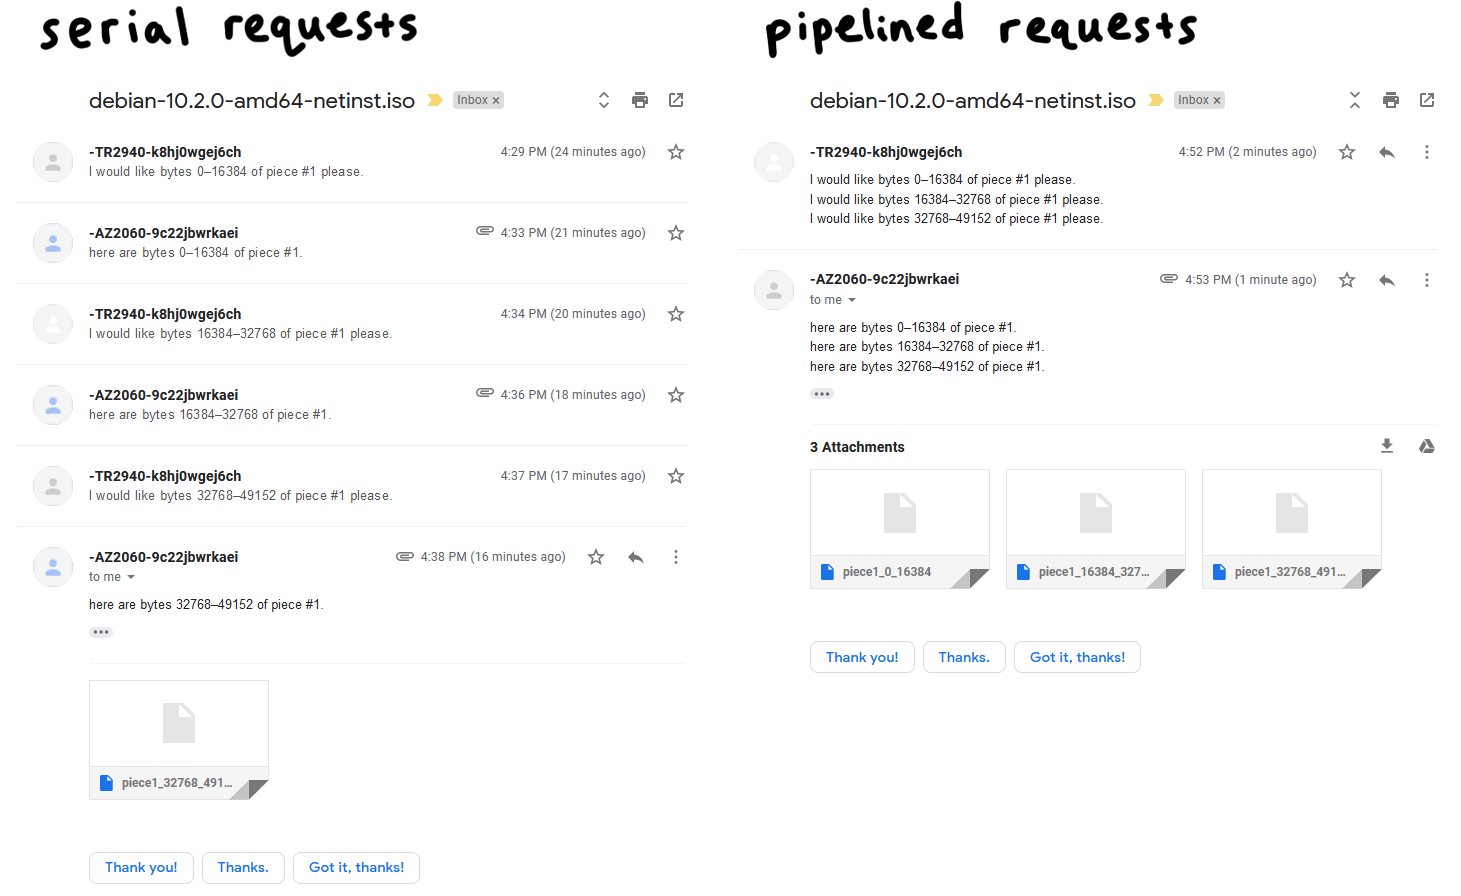 serial requests
debian-10.2.0-amd64-netinst.iso Inbox ×
-TR2940-k8hj0wgej6ch 4:29 PM (24 minutes ago)
I would like bytes 0–16384 of piece #1 please.
-AZ2060-9c22jbwrkaei 4:33 PM (21 minutes ago)
here are bytes 0–16384 of piece #1.
-TR2940-k8hj0wgej6ch 4:34 PM (20 minutes ago)
I would like bytes 16384–32768 of piece #1 please.
-AZ2060-9c22jbwrkaei 4:36 PM (18 minutes ago)
here are bytes 16384–32768 of piece #1.
-TR2940-k8hj0wgej6ch 4:37 PM (17 minutes ago)
I would like bytes 32768–49152 of piece #1 please.
-AZ2060-9c22jbwrkaei 4:38 PM (16 minutes ago)
to me
here are bytes 32768–49152 of piece #1.
piece1_32768_491...
Thank you! Thanks. Got it, thanks!
pipelined requests
debian-10.2.0-amd64-netinst.iso Inbox ×
-TR2940-k8hj0wgej6ch 4:52 PM (2 minutes ago)
I would like bytes 0–16384 of piece #1 please.
I would like bytes 16384–32768 of piece #1 please.
I would like bytes 32768–49152 of piece #1 please.
-AZ2060-9c22jbwrkaei 4:53 PM (1 minute ago)
to me
here are bytes 0–16384 of piece #1.
here are bytes 16384–32768 of piece #1.
here are bytes 32768–49152 of piece #1.
3 Attachments
piece1_0_16384 piece1_16384_327... piece1_32768_491...
Thank you! Thanks. Got it, thanks!